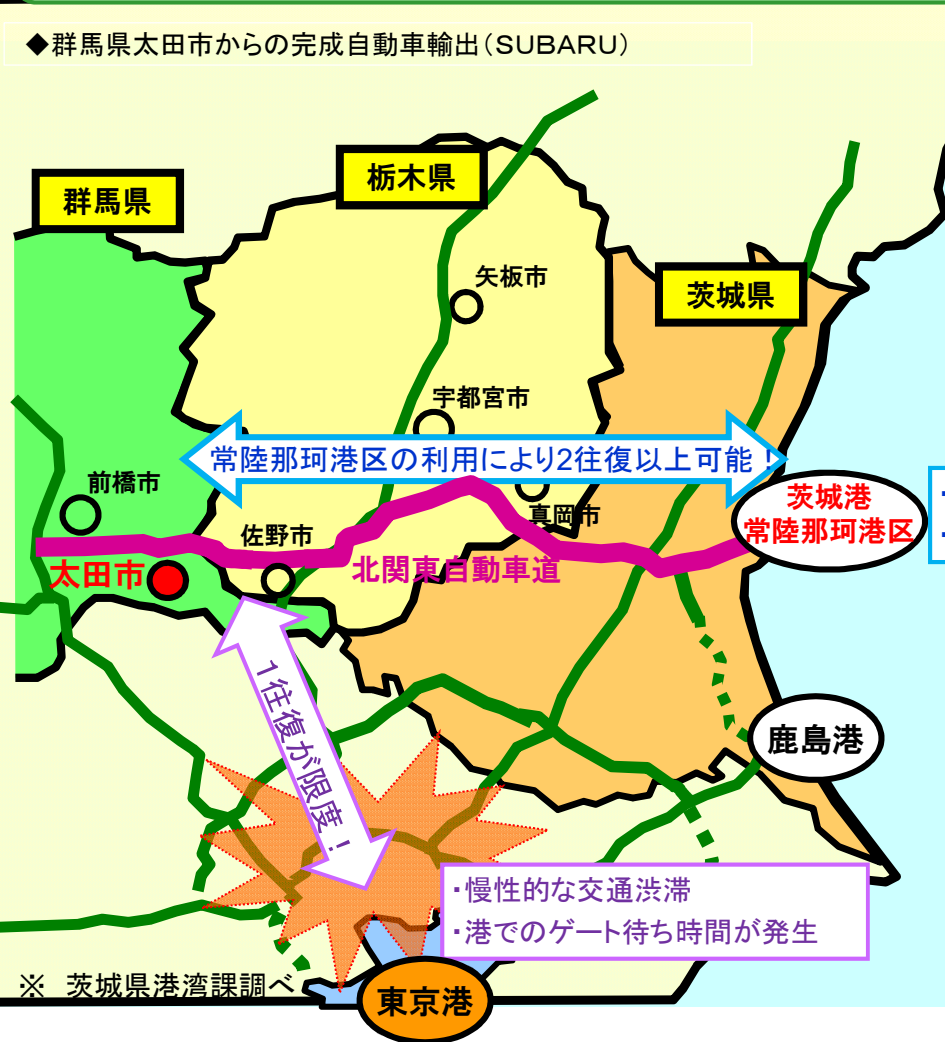 ◆群馬県太田市からの完成自動車輸出(SUBARU)
栃木県
群馬県
矢板市
茨城県
宇都宮市
常陸那珂港区の利用により2往復以上可能!
前橋市
茨城港
常陸那珂港区
真岡市
佐野市
太田市
北関東自動車道
1往復が限度!
鹿島港
・慢性的な交通渋滞
・港でのゲート待ち時間が発生
※ 茨城県港湾課調べ
東京港